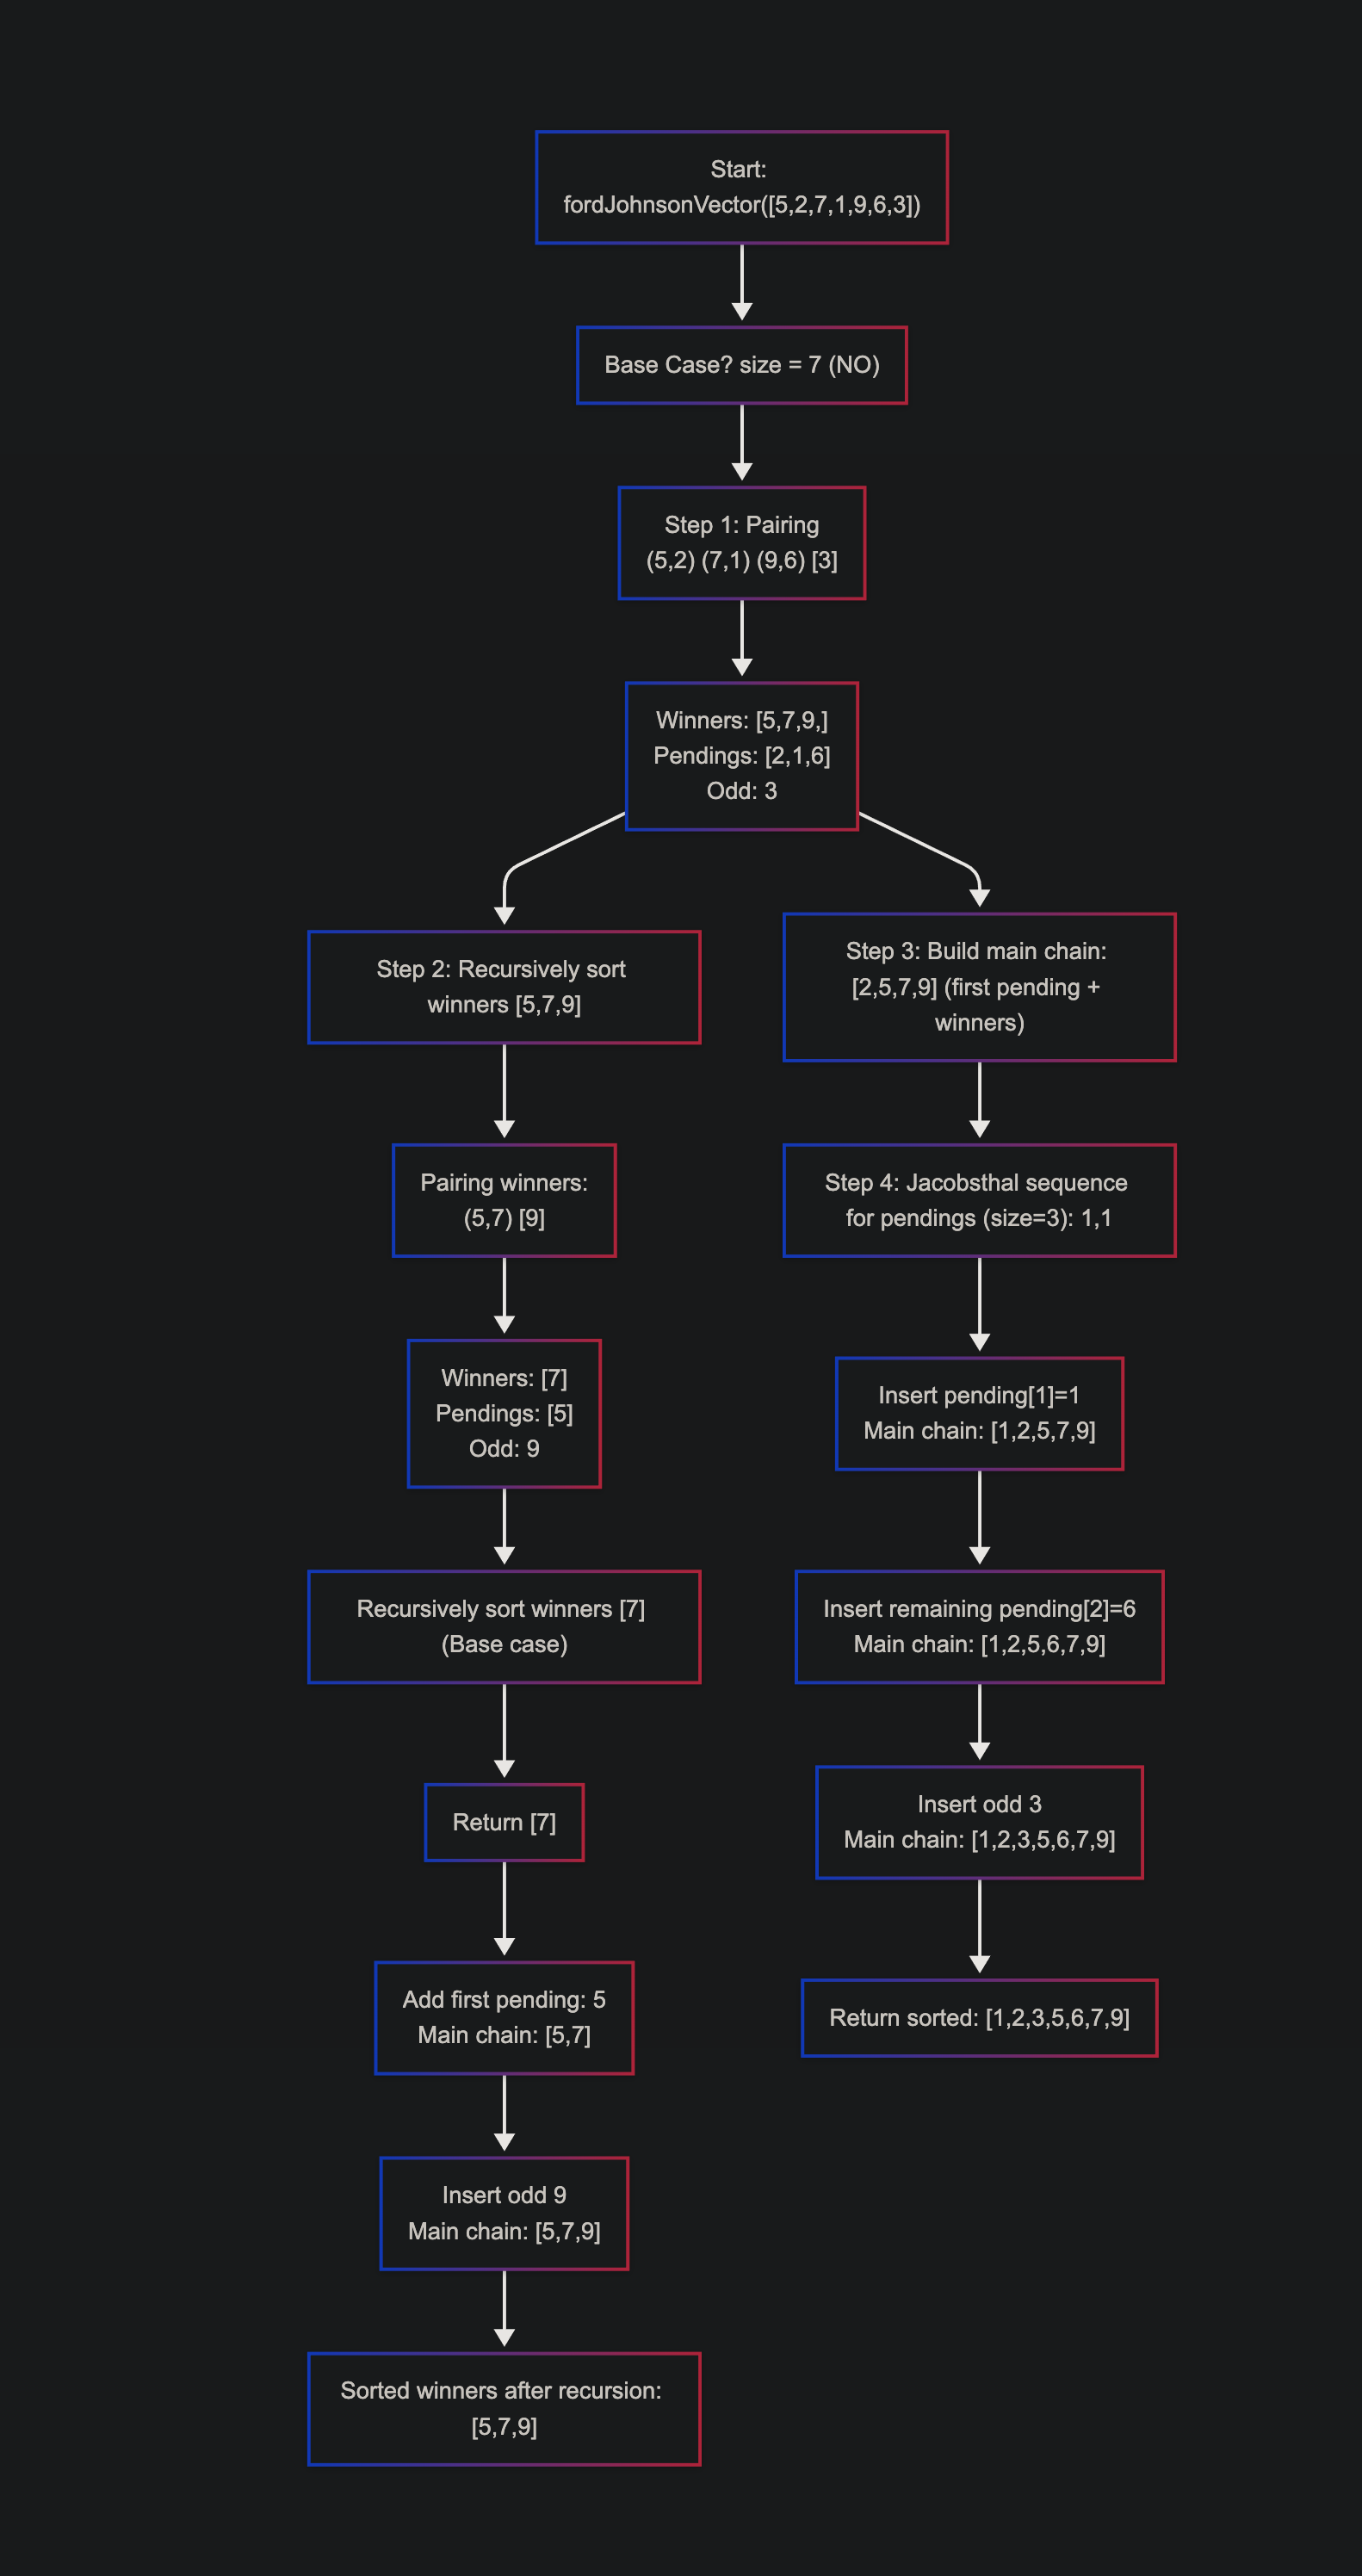 Start:
fordJohnsonVector([5,2,7,1,9,6,3])
Base Case? size = 7 (NO)
Step 1: Pairing
(5,2) (7,1) (9,6) [3]
Winners: [5,7,9,]
Pendings: [2,1,6]
Odd: 3
Step 2: Recursively sort
winners [5,7,9]
Pairing winners:
(5,7) [9]
Winners: [7]
Pendings: [5]
Odd: 9
Recursively sort winners [7]
(Base case)
Return [7]
Add first pending: 5
Main chain: [5,7]
Insert odd 9
Main chain: [5,7,9]
Sorted winners after recursion:
[5,7,9]
Step 3: Build main chain:
[2,5,7,9] (first pending +
winners)
Step 4: Jacobsthal sequence
for pendings (size=3): 1,1
Insert pending[1]=1
Main chain: [1,2,5,7,9]
Insert remaining pending[2]=6
Main chain: [1,2,5,6,7,9]
Insert odd 3
Main chain: [1,2,3,5,6,7,9]
Return sorted: [1,2,3,5,6,7,9]